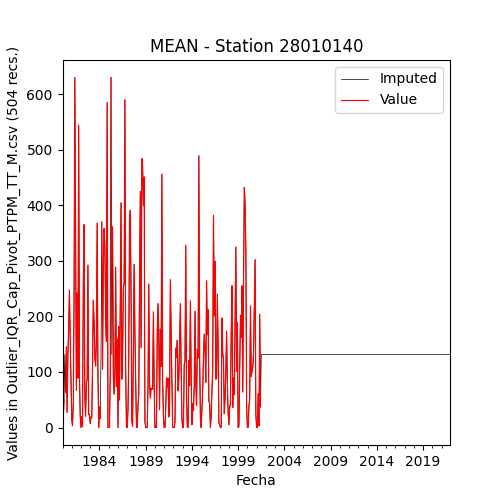 MEAN - Station 28010140
Imputed
Value
Values in Outlier_IQR_Cap_Pivot_PTPM_TT_M.csv (504 recs.)
600
500
400
300
200
100
0
1984 1989 1994 1999 2004 2009 2014 2019
Fecha